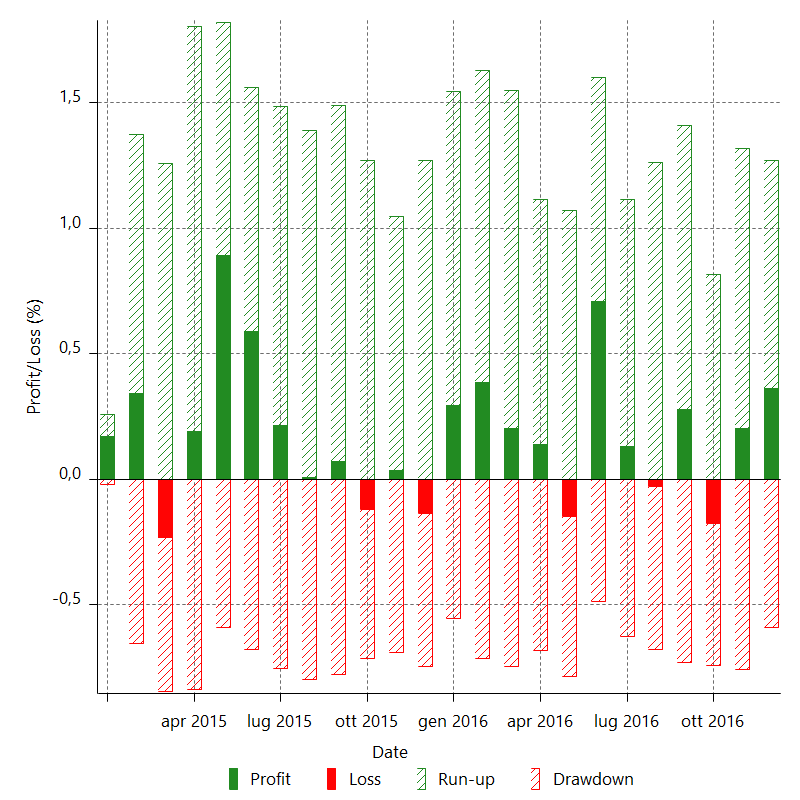 Profit/Loss (%)
1,5
1,0
0,5
0,0
-0,5
apr 2015 lug 2015 ott 2015 gen 2016 apr 2016 lug 2016 ott 2016
Date
Profit Loss Run-up Drawdown